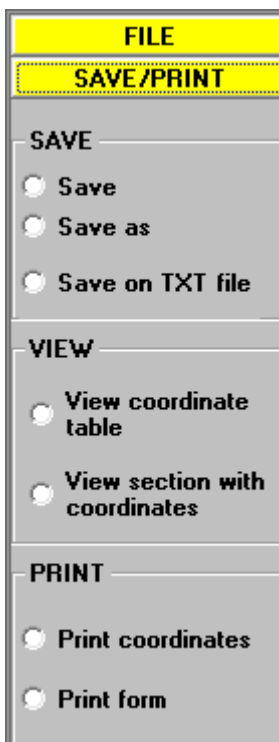 FILE
SAVE/PRINT
SAVE
Save
Save as
Save on TXT file
VIEW
View coordinate
table
View section with
coordinates
PRINT
Print coordinates
Print form